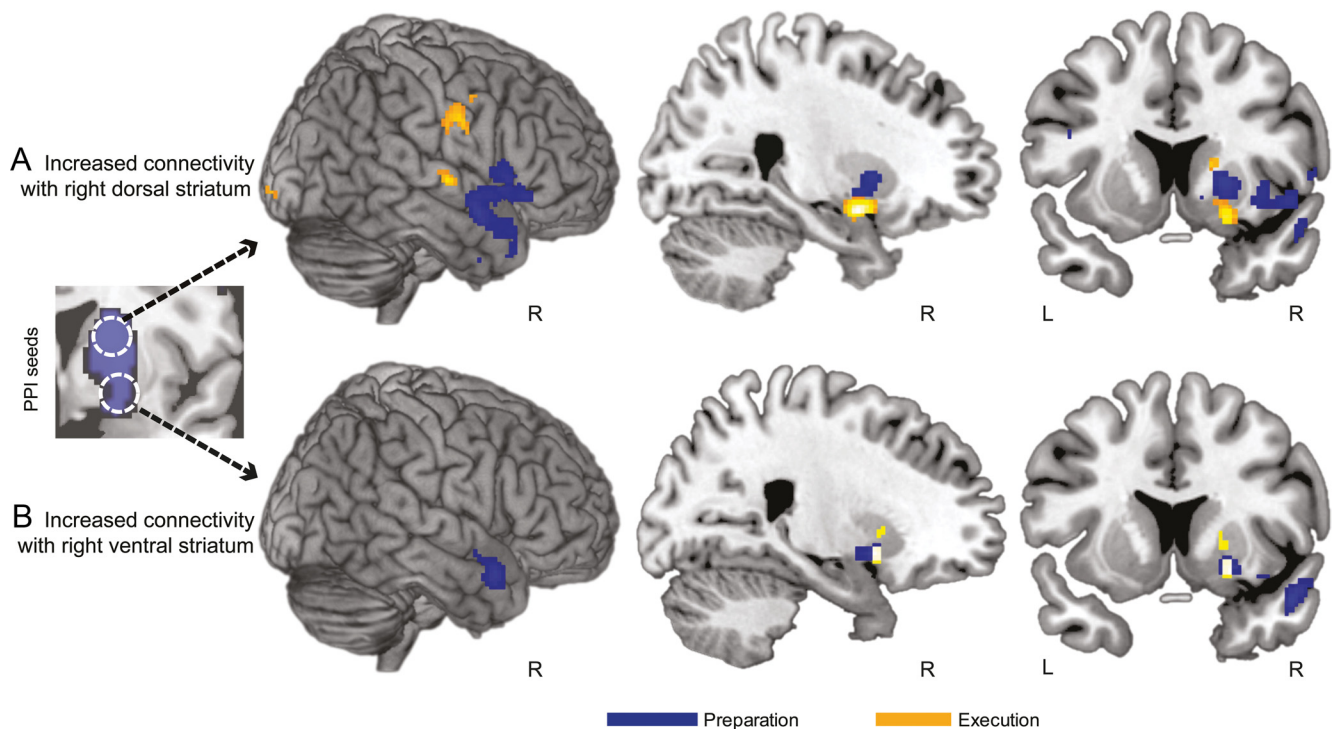 A Increased connectivity
with right dorsal striatum
R
R
L
R
PPI seeds
B Increased connectivity
with right ventral striatum
R
R
L
R
Preparation
Execution